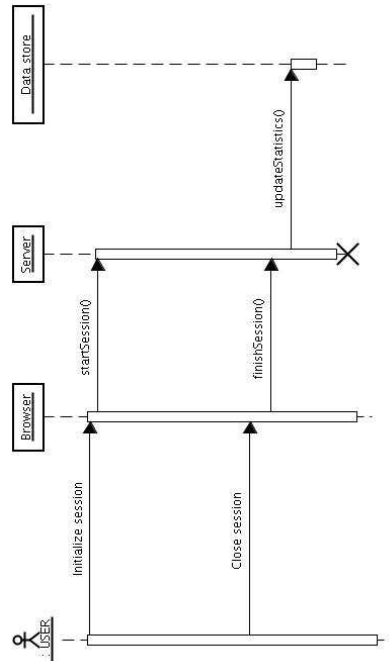 : USER
Browser
Server
Data store
Initialize session
startSession()
Close session
finishSession()
updateStatistics()